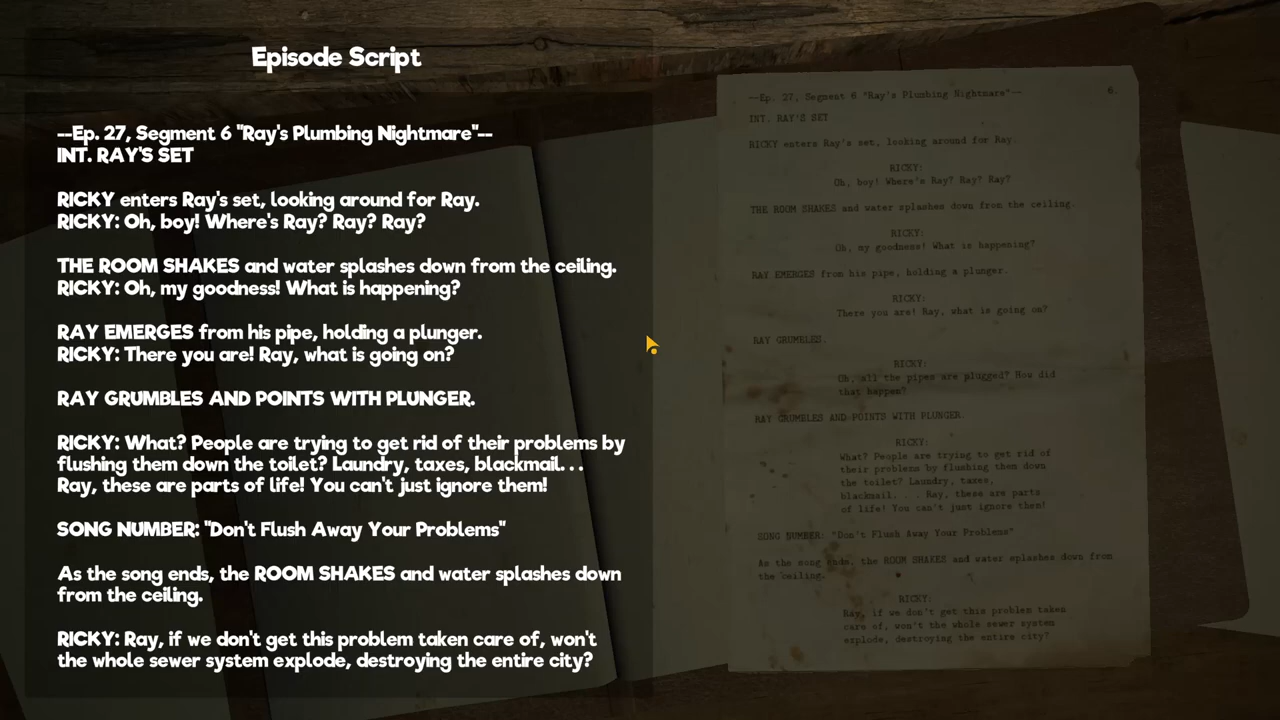 Episode Script
--Ep. 27, Segment 6 "Ray's Plumbing Nightmare"--
INT. RAY'S SET
RICKY enters Ray's set, looking around for Ray.
RICKY: Oh, boy! Where's Ray? Ray? Ray?
THE ROOM SHAKES and water splashes down from the ceiling.
RICKY: Oh, my goodness! What is happening?
RAY EMERGES from his pipe, holding a plunger.
RICKY: There you are! Ray, what is going on?
RAY GRUMBLES AND POINTS WITH PLUNGER.
RICKY: What? People are trying to get rid of their problems by
flushing them down the toilet? Laundry, taxes, blackmail. . .
Ray, these are parts of life! You can't just ignore them!
SONG NUMBER: "Don't Flush Away Your Problems"
As the song ends, the ROOM SHAKES and water splashes down
from the ceiling.
RICKY: Ray, if we don't get this problem taken care of, won't
the whole sewer system explode, destroying the entire city?
--Ep. 27, Segment 6 "Ray's Plumbing Nightmare"-- 6.
INT. RAY'S SET
RICKY enters Ray's set, looking around for Ray.
RICKY:
Oh, boy! Where's Ray? Ray? Ray?
THE ROOM SHAKES and water splashes down from the ceiling.
RICKY:
Oh, my goodness! What is happening?
RAY EMERGES from his pipe, holding a plunger.
RICKY:
There you are! Ray, what is going on?
RAY GRUMBLES.
RICKY:
Oh, all the pipes are plugged? How did
that happen?
RAY GRUMBLES AND POINTS WITH PLUNGER.
RICKY:
What? People are trying to get rid of
their problems by flushing them down
the toilet? Laundry, taxes,
blackmail. . . Ray, these are parts
of life! You can't just ignore them!
SONG NUMBER: "Don't Flush Away Your Problems"
As the song ends, the ROOM SHAKES and water splashes down from
the ceiling.
RICKY:
Ray, if we don't get this problem taken
care of, won't the whole sewer system
explode, destroying the entire city?